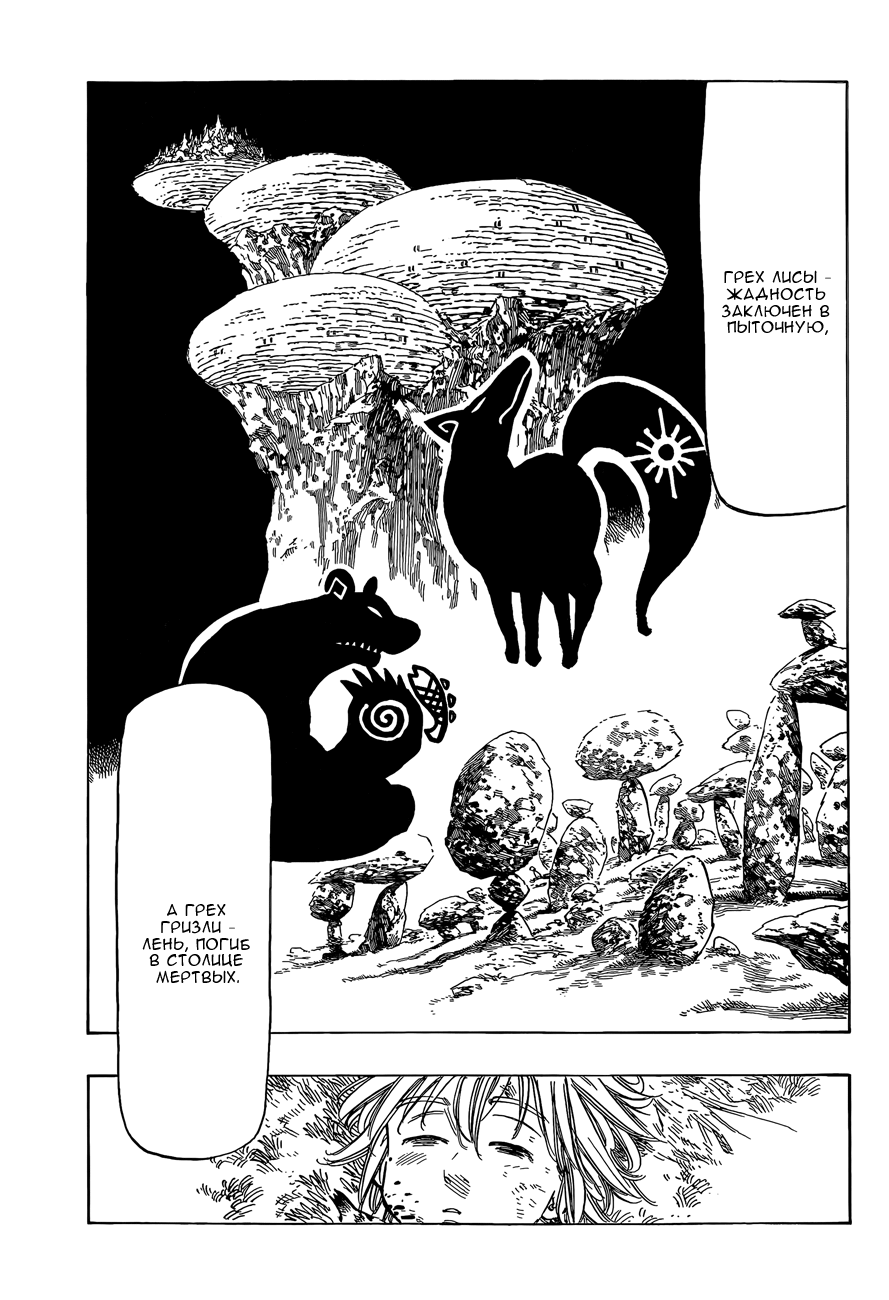 ГРЕХ ЛИСЫ -
ЖАДНОСТЬ
ЗАКЛЮЧЕН В
ПЫТОЧНУЮ,
А ГРЕХ
ГРИЗЛИ -
ЛЕНЬ, ПОГИБ
В СТОЛИЦЕ
МЕРТВЫХ.